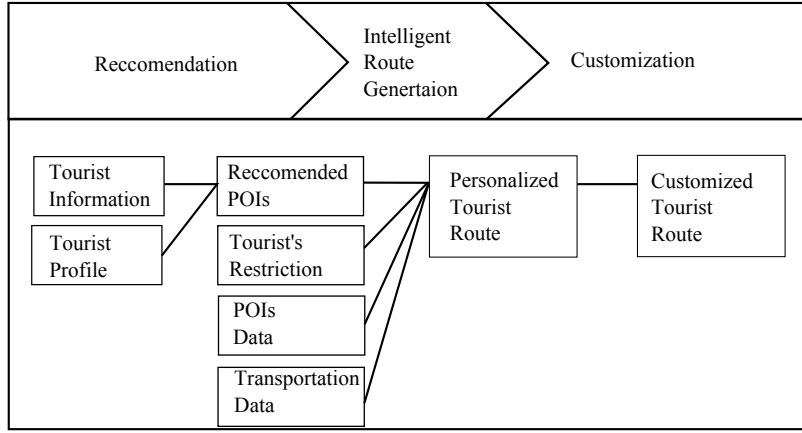 Reccomendation
Intelligent
Route
Genertaion
Customization
Tourist
Information
Tourist
Profile
Reccomended
POIs
Tourist's
Restriction
POIs
Data
Transportation
Data
Personalized
Tourist
Route
Customized
Tourist
Route